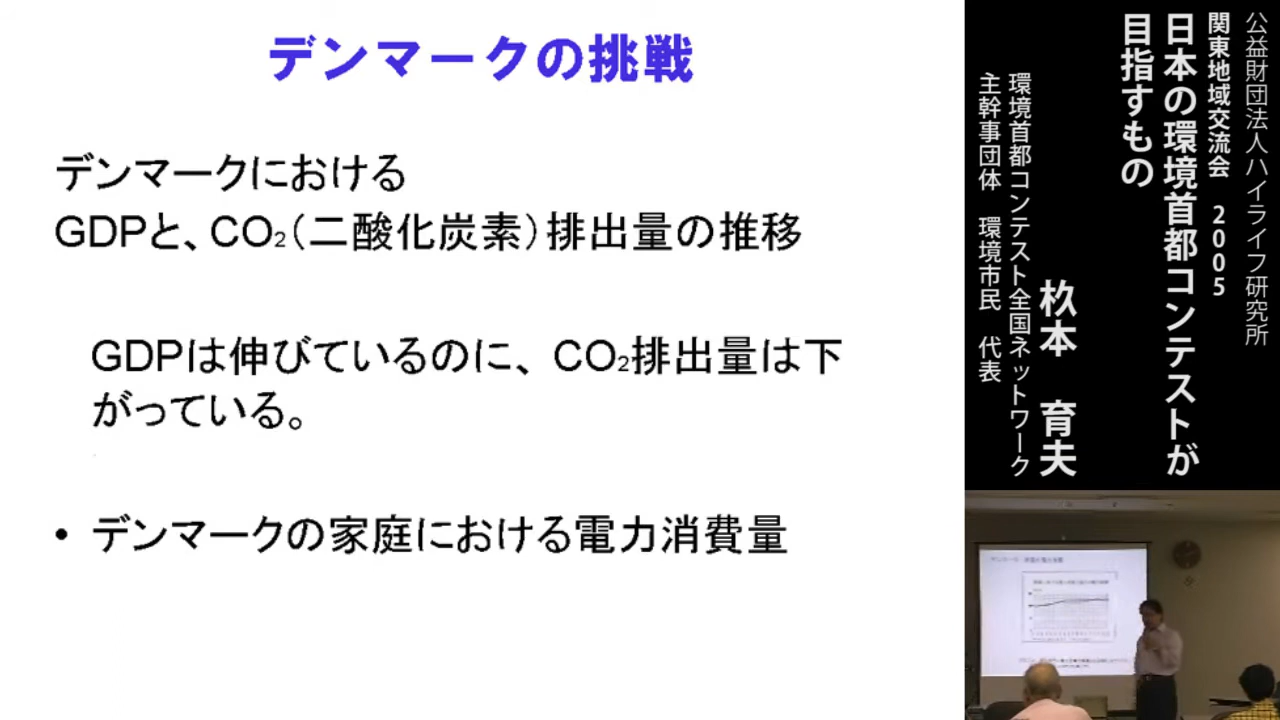 デンマークの挑戦
デンマークにおける
GDPと、CO₂(二酸化炭素)排出量の推移
GDPは伸びているのに、CO₂排出量は下
がっている。
• デンマークの家庭における電力消費量
公益財団法人ハイライフ研究所
関東地域交流会 2005
日本の環境首都コンテストが
目指すもの
杦本 育夫
環境首都コンテスト全国ネットワーク
主幹事団体 環境市民 代表